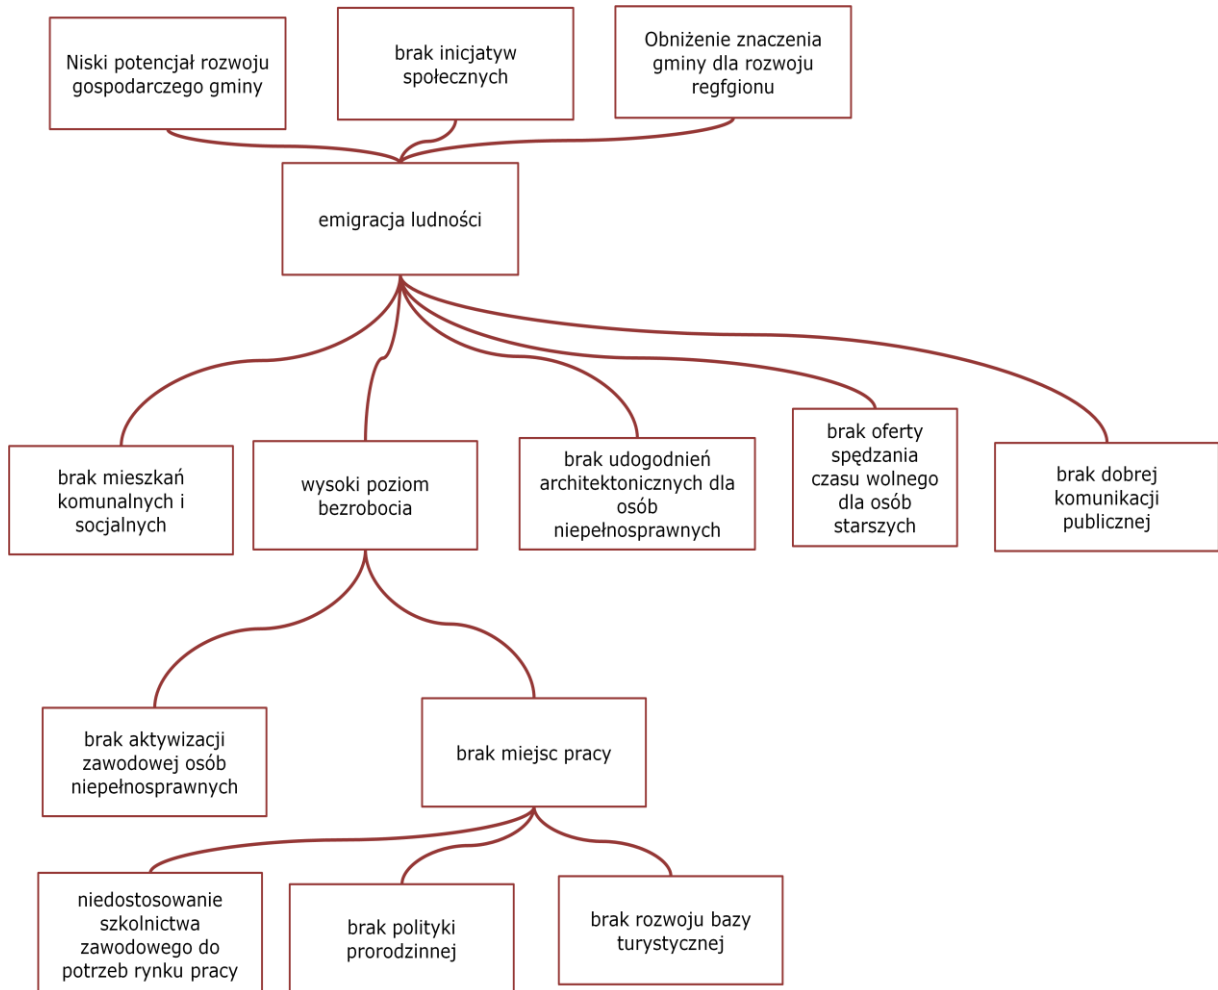 Niski potencjał rozwoju
gospodarczego gminy
brak inicjatyw
społecznych
Obniżenie znaczenia
gminy dla rozwoju
regfgionu
emigracja ludności
brak mieszkań
komunalnych i
socjalnych
wysoki poziom
bezrobocia
brak udogodnień
architektonicznych dla
osób
niepełnosprawnych
brak oferty
spędzania
czasu wolnego
dla osób
starszych
brak dobrej
komunikacji
publicznej
brak aktywizacji
zawodowej osób
niepełnosprawnych
brak miejsc pracy
niedostosowanie
szkolnictwa
zawodowego do
potrzeb rynku pracy
brak polityki
prorodzinnej
brak rozwoju bazy
turystycznej